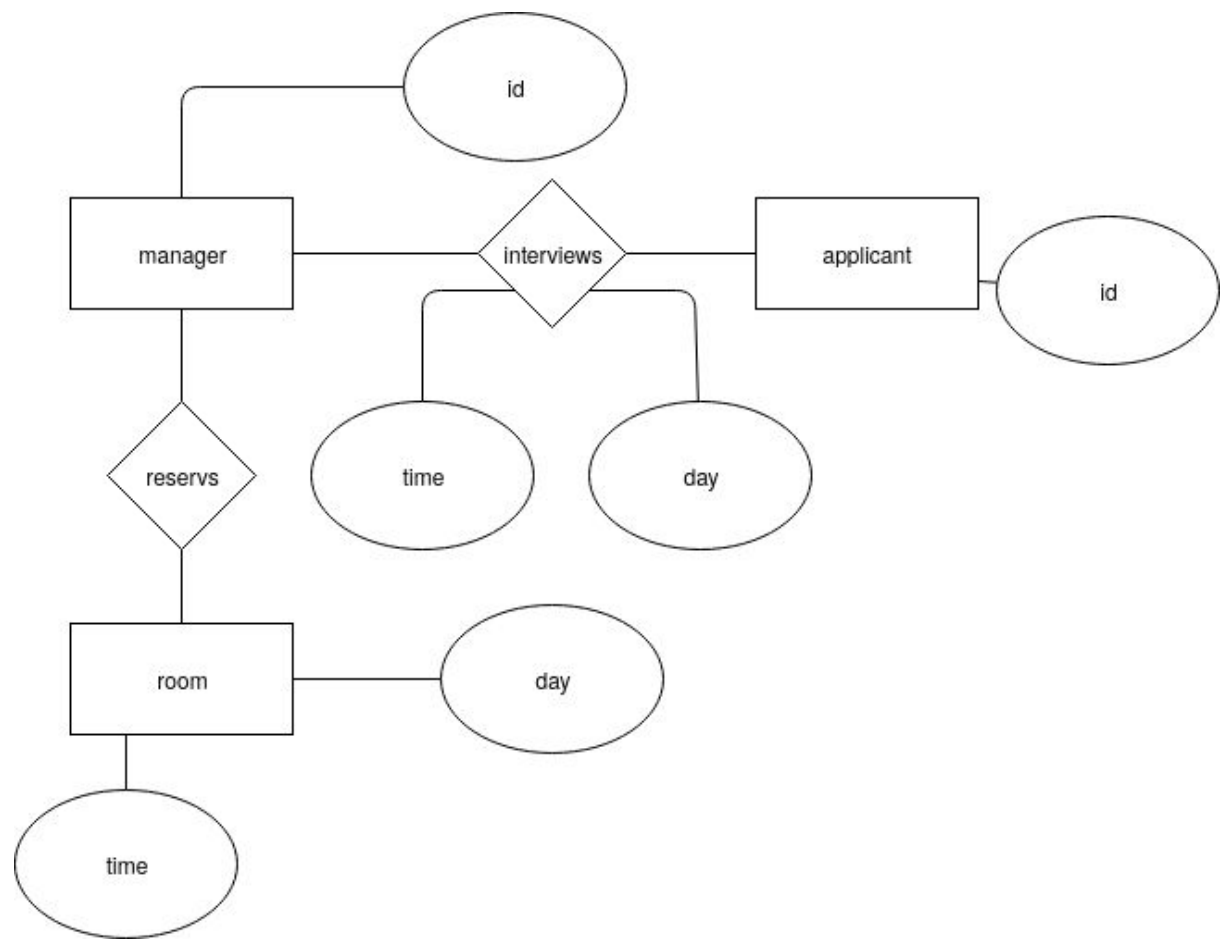 id
manager
interviews
applicant
id
reservs
time
day
room
day
time